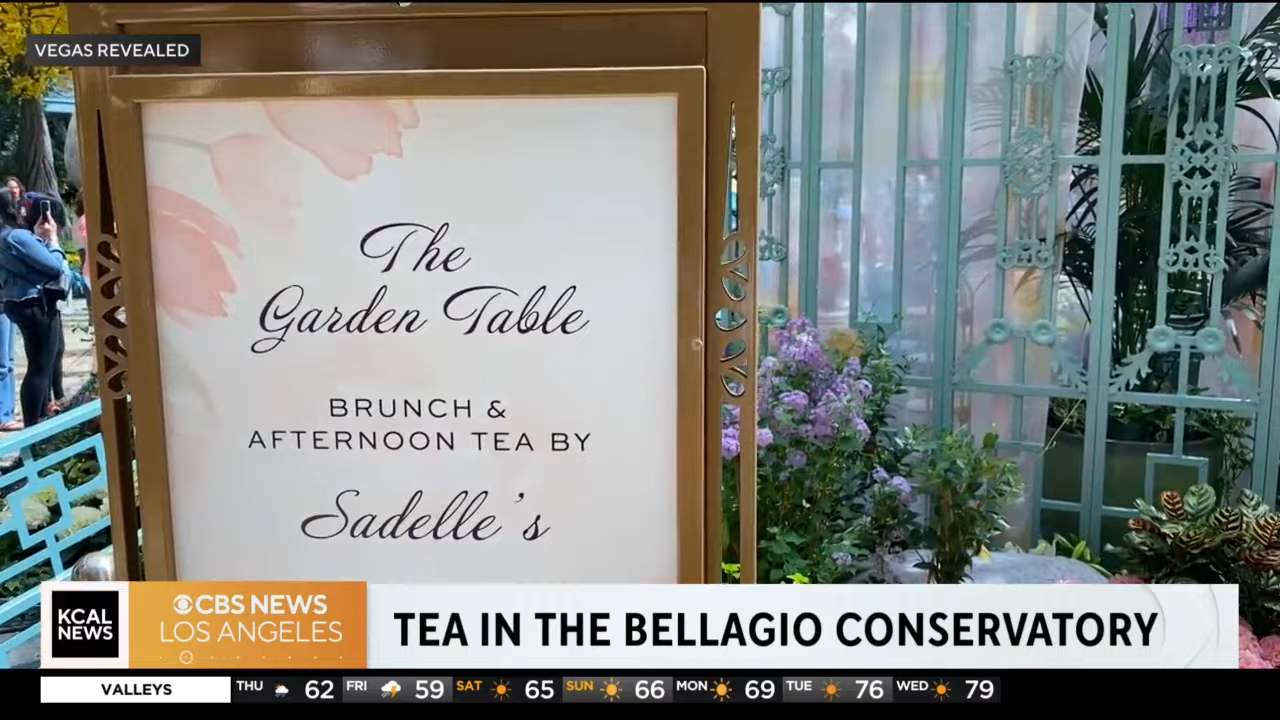 VEGAS REVEALED
The
Garden Table
BRUNCH &
AFTERNOON TEA BY
Sadelle's
KCAL NEWS
CBS NEWS
LOS ANGELES
TEA IN THE BELLAGIO CONSERVATORY
VALLEYS THU 62 FRI 59 SAT 65 SUN 66 MON 69 TUE 76 WED 79